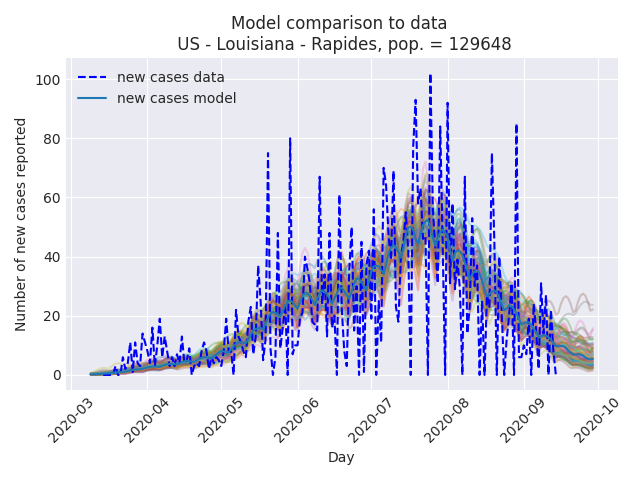 Model comparison to data
US - Louisiana - Rapides, pop. = 129648
new cases data
new cases model
Number of new cases reported
100
80
60
40
20
0
2020-03
2020-04
2020-05
2020-06
2020-07
2020-08
2020-09
2020-10
Day